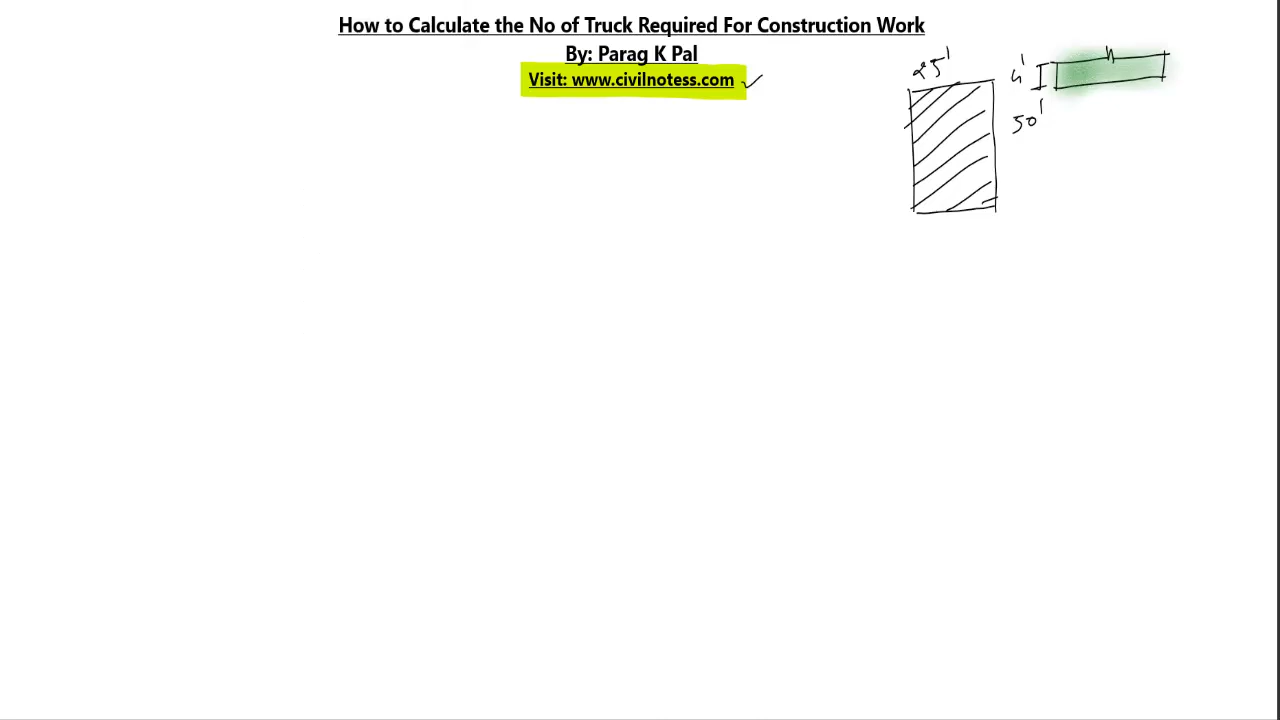 How to Calculate the No of Truck Required For Construction Work
By: Parag K Pal
Visit: www.civilnotess.com
25'
4'
50'